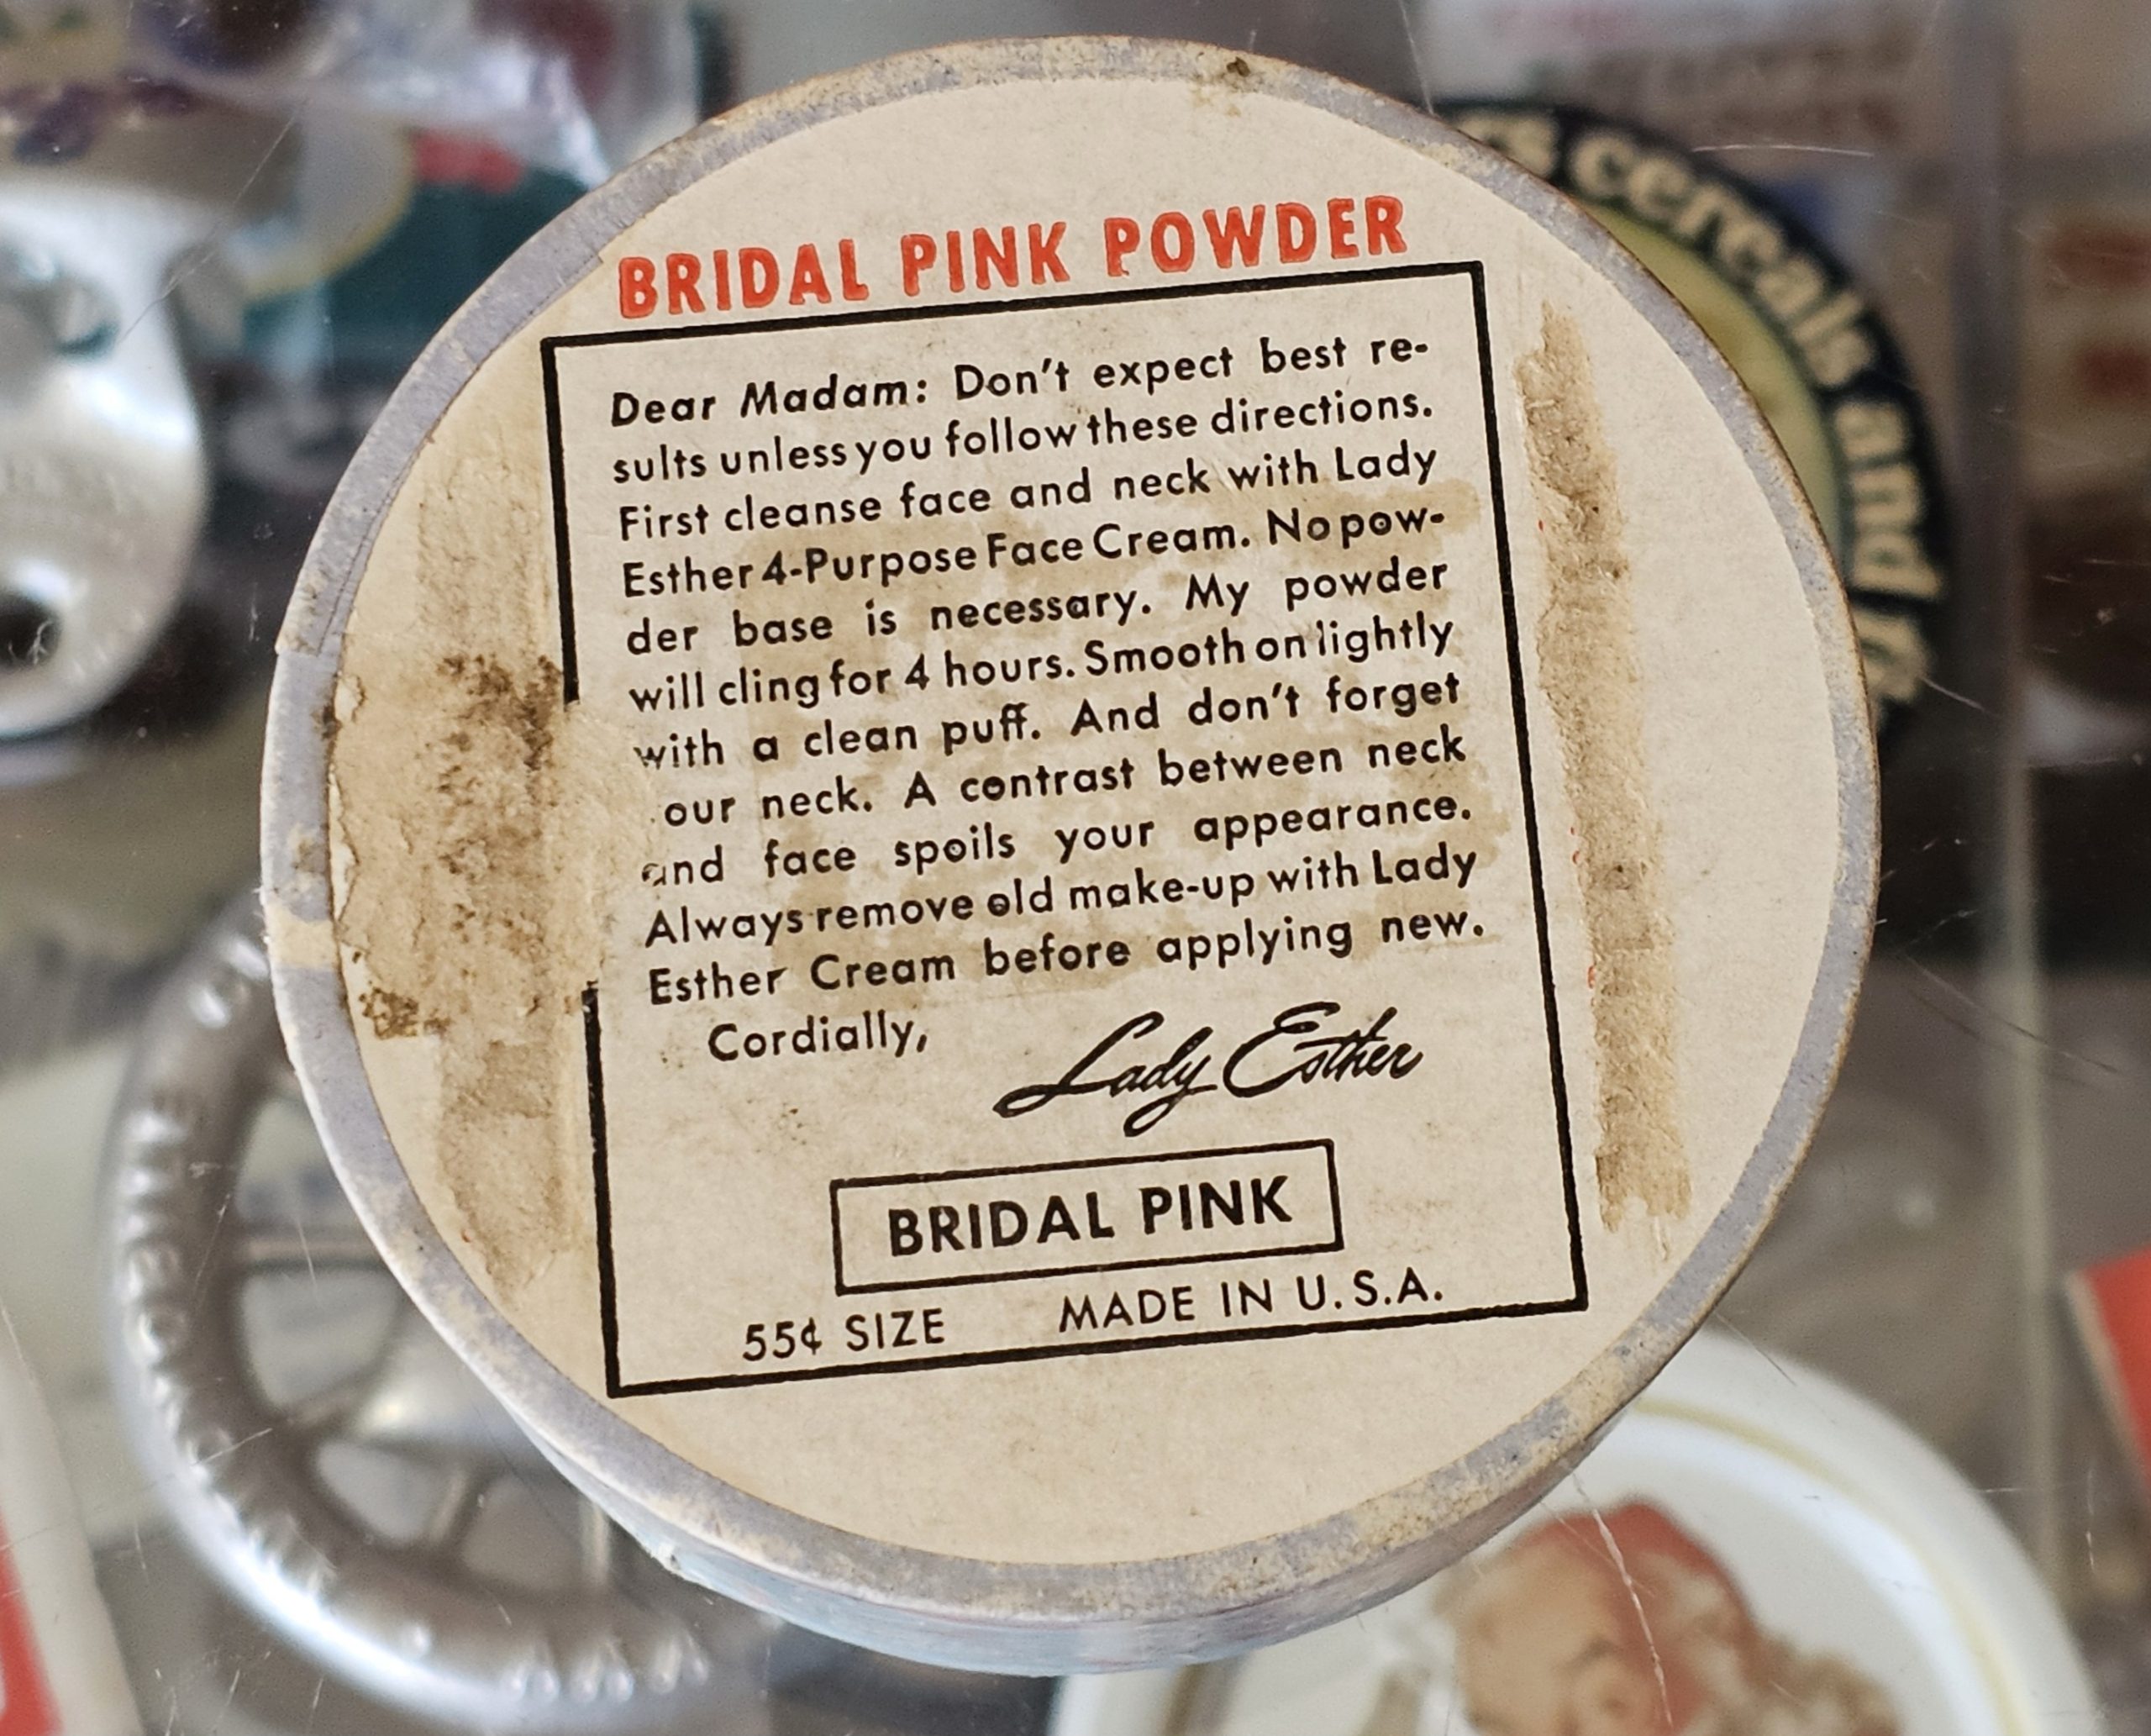 BRIDAL PINK POWDER
Dear Madam: Don't expect best re-
sults unless you follow these directions.
First cleanse face and neck with Lady
Esther 4-Purpose Face Cream. No pow-
der base is necessary. My powder
will cling for 4 hours. Smooth on lightly
with a clean puff. And don't forget
our neck. A contrast between neck
and face spoils your appearance.
Always remove old make-up with Lady
Esther Cream before applying new.
Cordially,
Lady Esther
BRIDAL PINK
55¢ SIZE MADE IN U.S.A.
cereals and